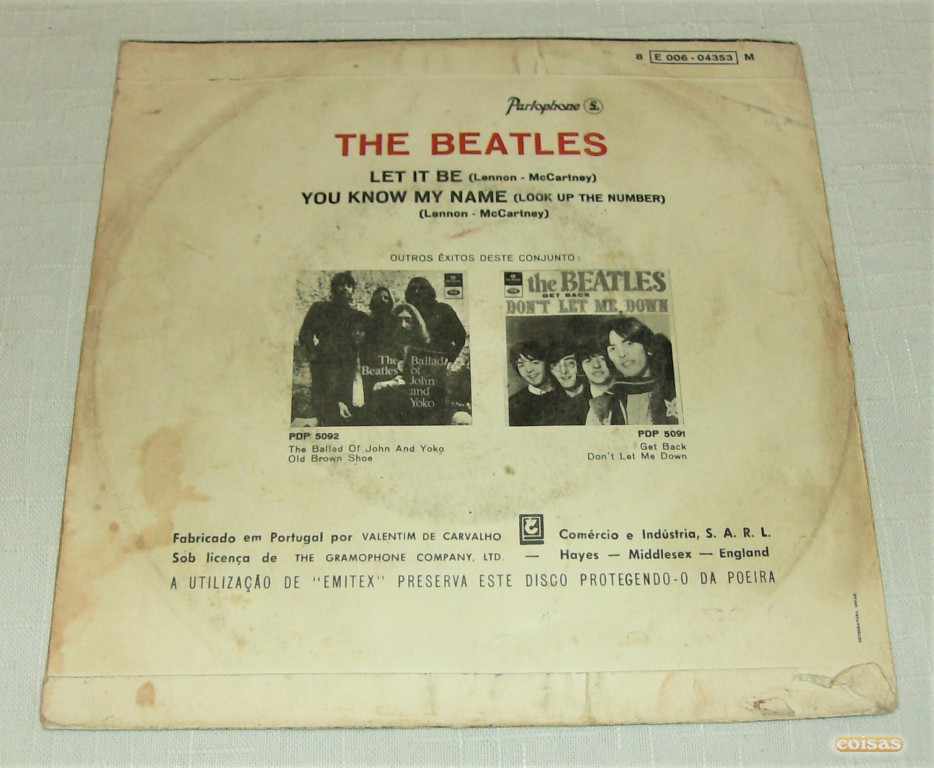 8 E 006 - 04353 M
Parlophone S.
THE BEATLES
LET IT BE (Lennon - McCartney)
YOU KNOW MY NAME (LOOK UP THE NUMBER)
(Lennon - McCartney)
OUTROS ÊXITOS DESTE CONJUNTO:
The Beatles
Ballad of John and Yoko
the BEATLES
GET BACK
DON'T LET ME DOWN
PDP 5092
The Ballad Of John And Yoko
Old Brown Shoe
PDP 5091
Get Back
Don't Let Me Down
Fabricado em Portugal por VALENTIM DE CARVALHO Comércio e Indústria, S. A. R. L.
Sob licença de THE GRAMOPHONE COMPANY, LTD. — Hayes — Middlesex — England
A UTILIZAÇÃO DE "EMITEX" PRESERVA ESTE DISCO PROTEGENDO-O DA POEIRA
coisas